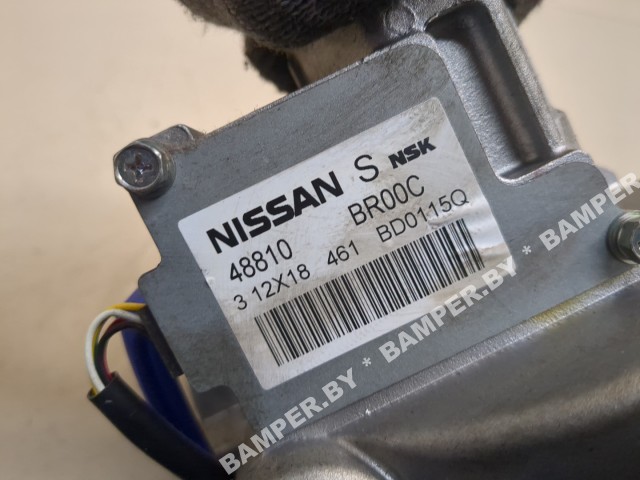 NISSAN S NSK
48810 BR00C
3 12X18 461 BD0115Q
BAMPER.BY * BAMPER.BY * BAMPER.